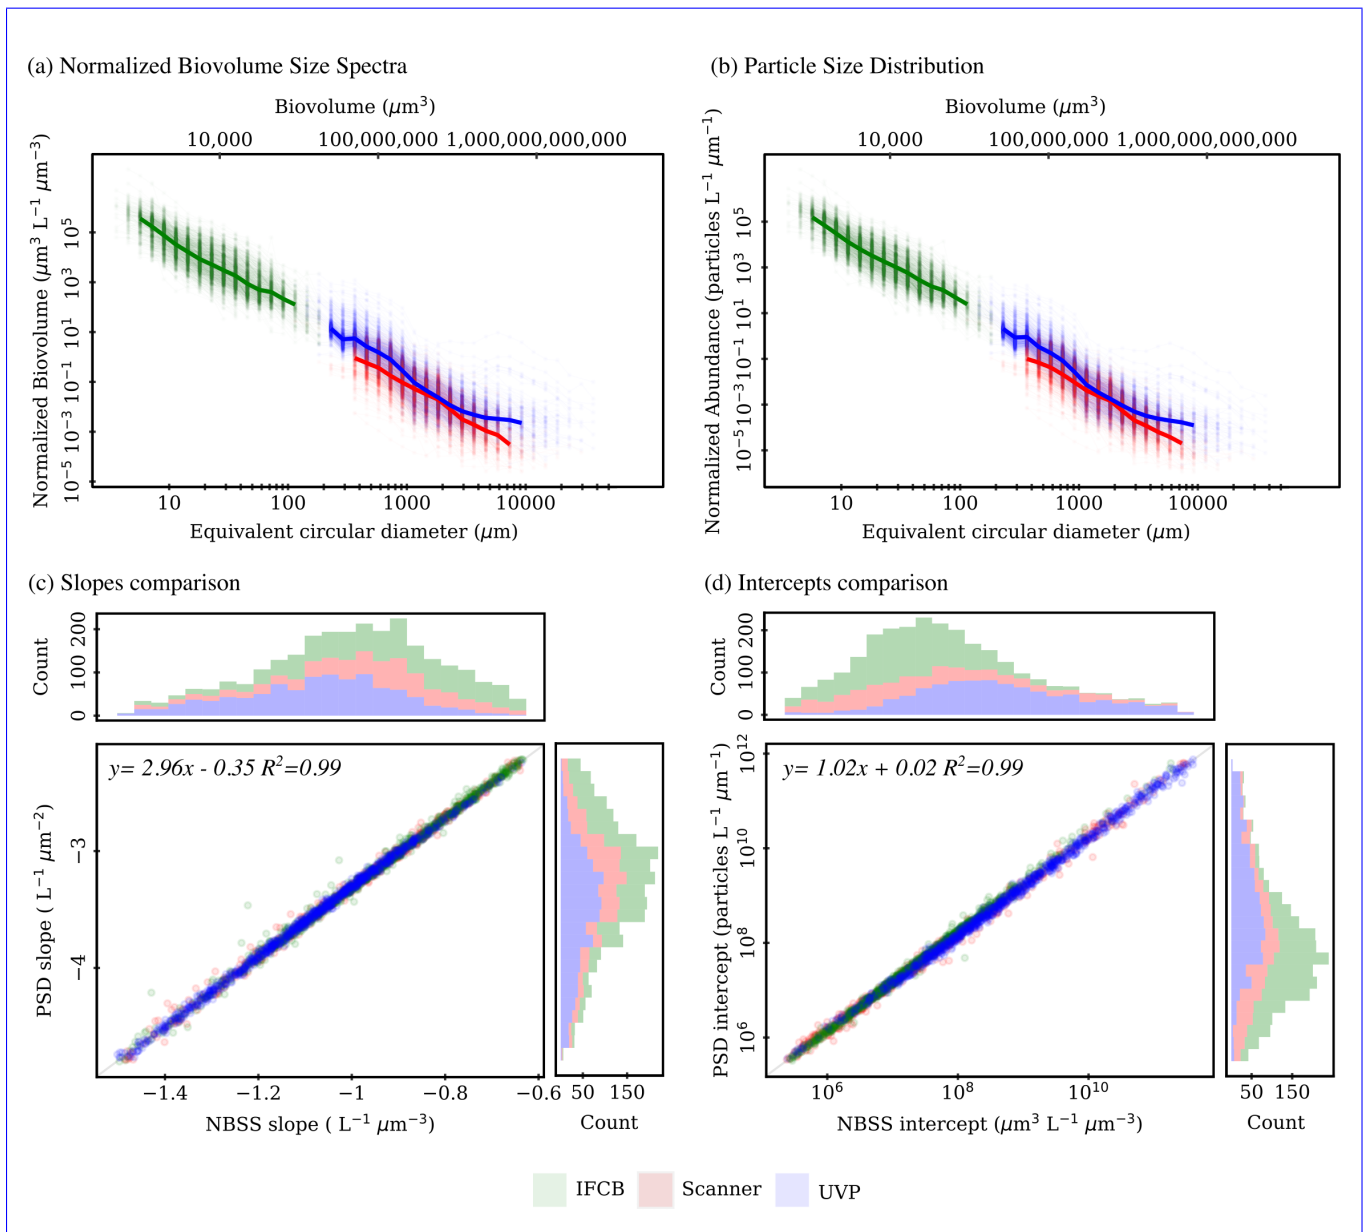 (a) Normalized Biovolume Size Spectra
Biovolume (μm³)
10,000 100,000,000 1,000,000,000,000
Normalized Biovolume (μm³ L⁻¹ μm⁻³)
10⁵
10³
10¹
10⁻¹
10⁻³
10⁻⁵
10 100 1000 10000
Equivalent circular diameter (μm)
(b) Particle Size Distribution
Biovolume (μm³)
10,000 100,000,000 1,000,000,000,000
Normalized Abundance (particles L⁻¹ μm⁻¹)
10⁵
10³
10¹
10⁻¹
10⁻³
10⁻⁵
10 100 1000 10000
Equivalent circular diameter (μm)
(c) Slopes comparison
Count
200
100
0
y= 2.96x - 0.35 R²=0.99
PSD slope ( L⁻¹ μm⁻²)
−3
−4
−1.4 −1.2 −1 −0.8 −0.6
NBSS slope ( L⁻¹ μm⁻³)
50 150
Count
(d) Intercepts comparison
Count
200
100
0
y= 1.02x + 0.02 R²=0.99
PSD intercept (particles L⁻¹ μm⁻¹)
10¹²
10¹⁰
10⁸
10⁶
10⁶ 10⁸ 10¹⁰
NBSS intercept (μm³ L⁻¹ μm⁻³)
50 150
Count
IFCB Scanner UVP